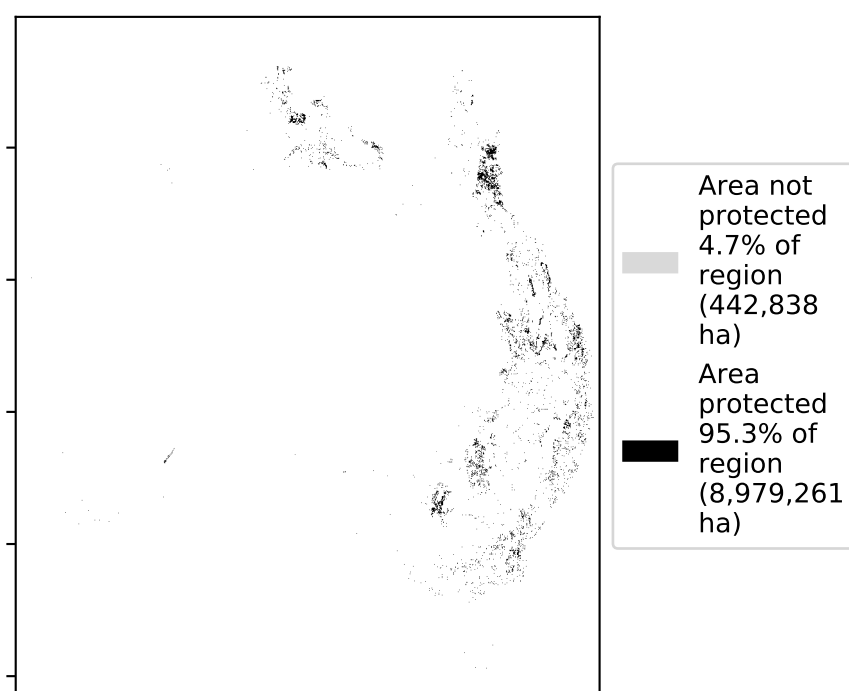 Area not
protected
4.7% of
region
(442,838
ha)
Area
protected
95.3% of
region
(8,979,261
ha)